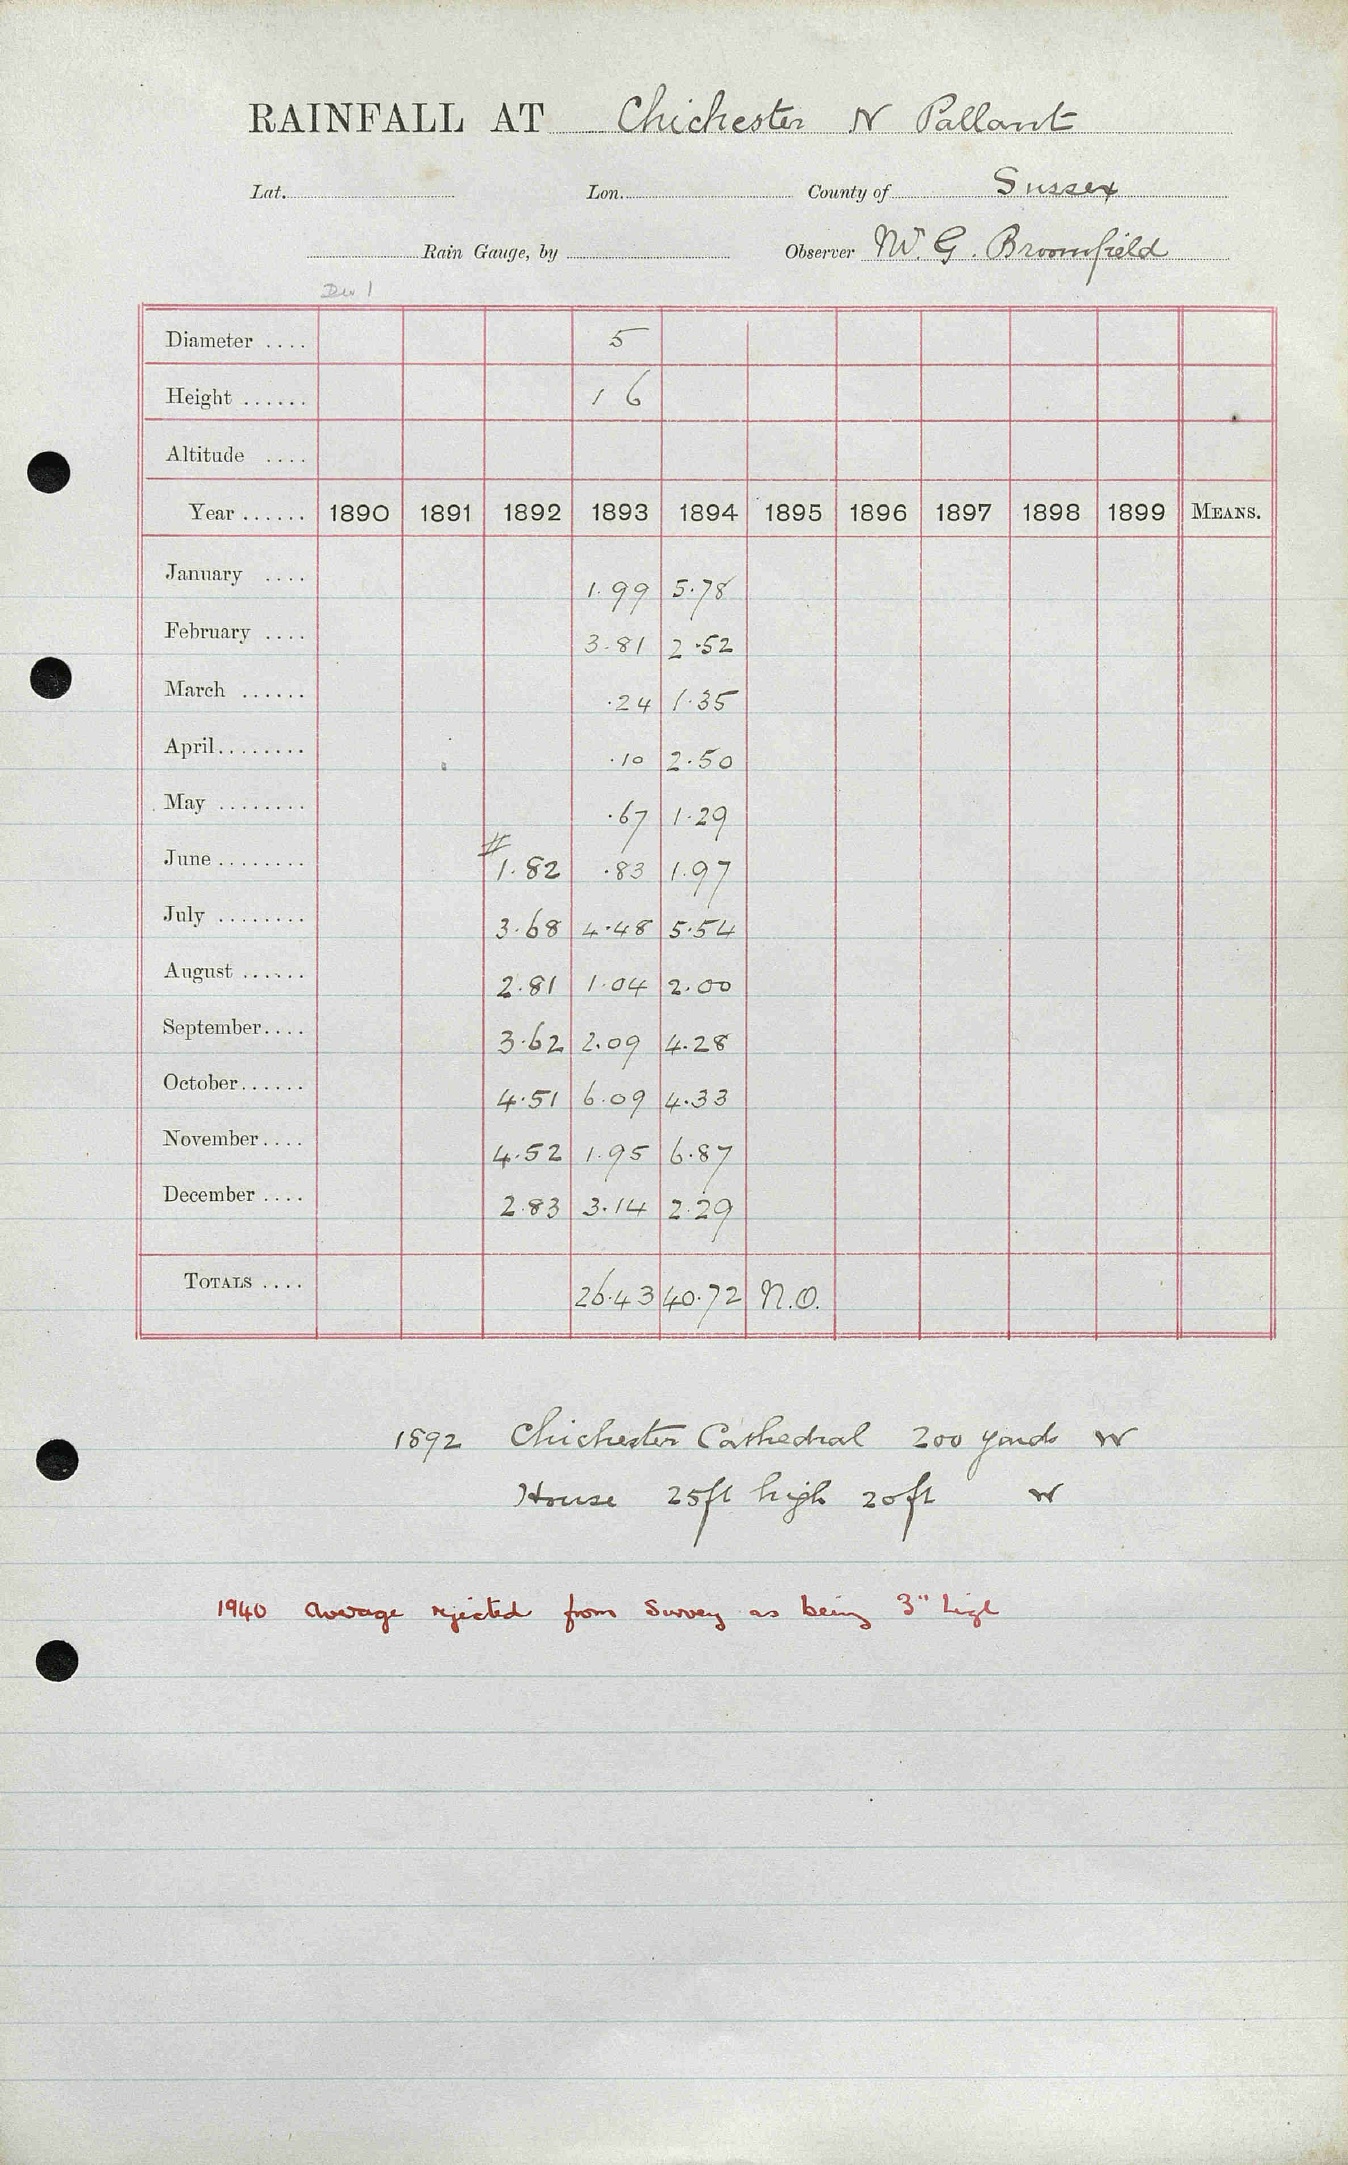 RAINFALL AT Chichester N Pallant
Lat. Lon. County of Sussex
Rain Gauge, by Observer W. G. Broomfield
Diameter .... 5
Height ...... 1 6
Altitude ....
Year ...... 1890 1891 1892 1893 1894 1895 1896 1897 1898 1899 MEANS.
January .... 1.99 5.78
February .... 3.81 2.52
March ...... .24 1.35
April........ .10 2.50
May ........ .67 1.29
June ........ # 1.82 .83 1.97
July ........ 3.68 4.48 5.54
August ...... 2.81 1.04 2.00
September.... 3.62 2.09 4.28
October...... 4.51 6.09 4.33
November.... 4.52 1.95 6.87
December .... 2.83 3.14 2.29
TOTALS .... 26.43 40.72 N.O.
1892 Chichester Cathedral 200 yards W
House 25ft high 20ft W
1940 Average rejected from Survey as being 3" high